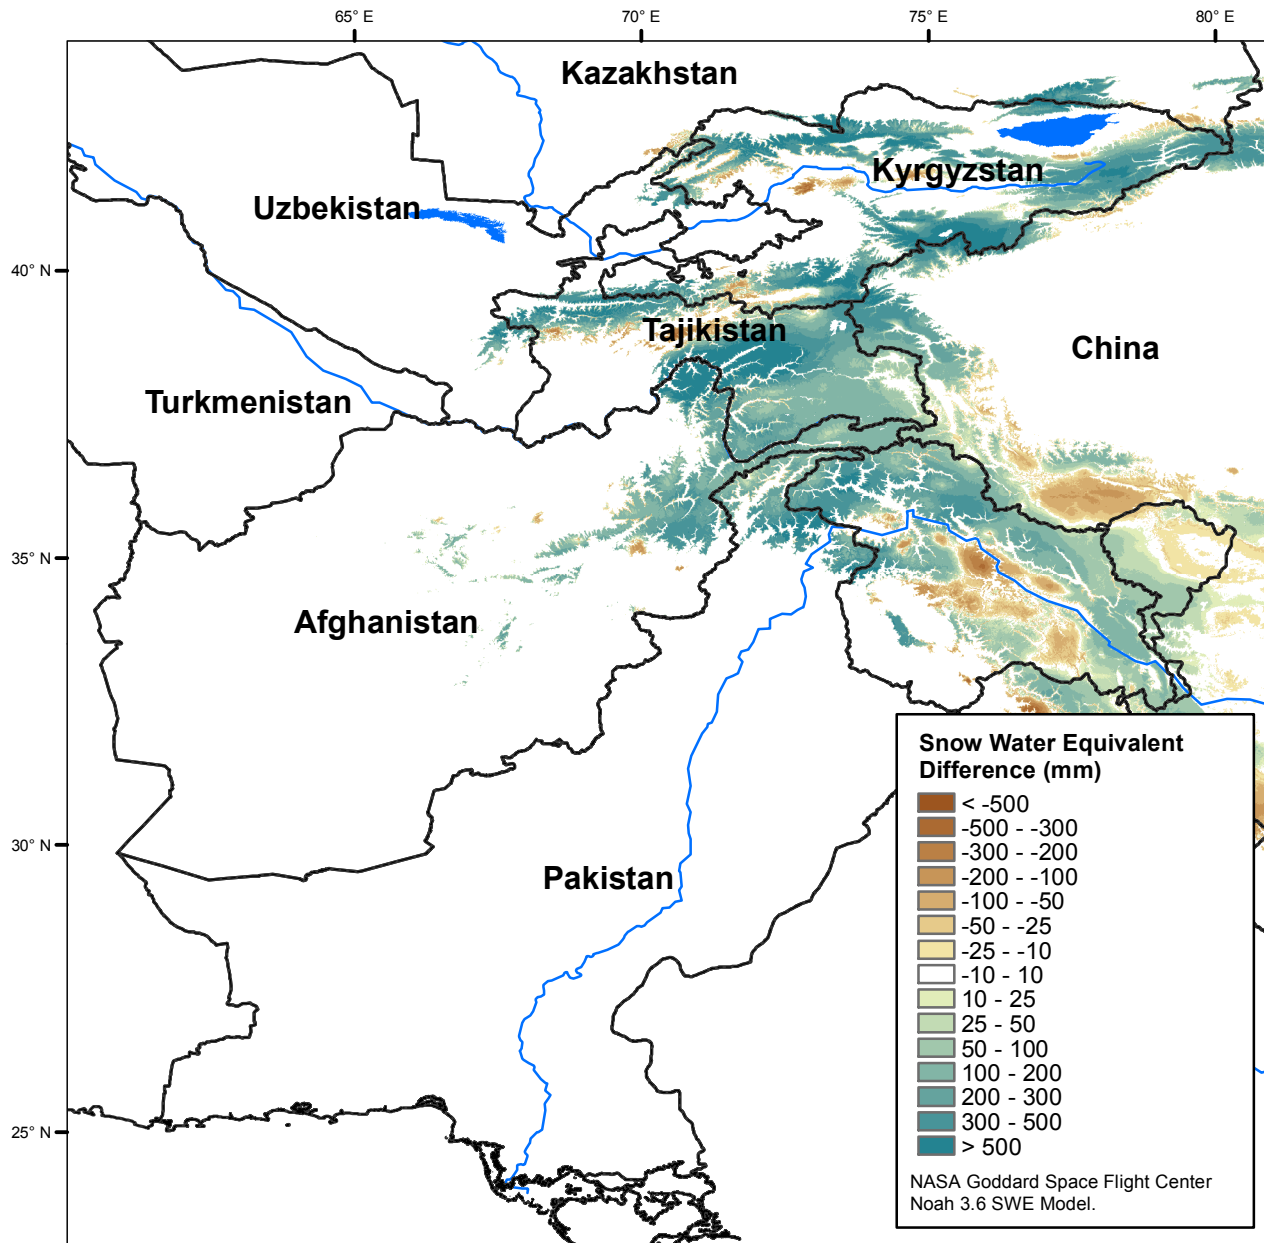 65° E
70° E
75° E
80° E
Kazakhstan
Kyrgyzstan
Uzbekistan
40° N
Tajikistan
China
Turkmenistan
35° N
Afghanistan
Snow Water Equivalent
Difference (mm)
< -500
-500 - -300
30° N
-300 - -200
Pakistan
-200 - -100
-100 - -50
-50 - -25
-25 - -10
-10 - 10
10 - 25
25 - 50
50 - 100
100 - 200
200 - 300
300 - 500
25° N
> 500
NASA Goddard Space Flight Center
Noah 3.6 SWE Model.